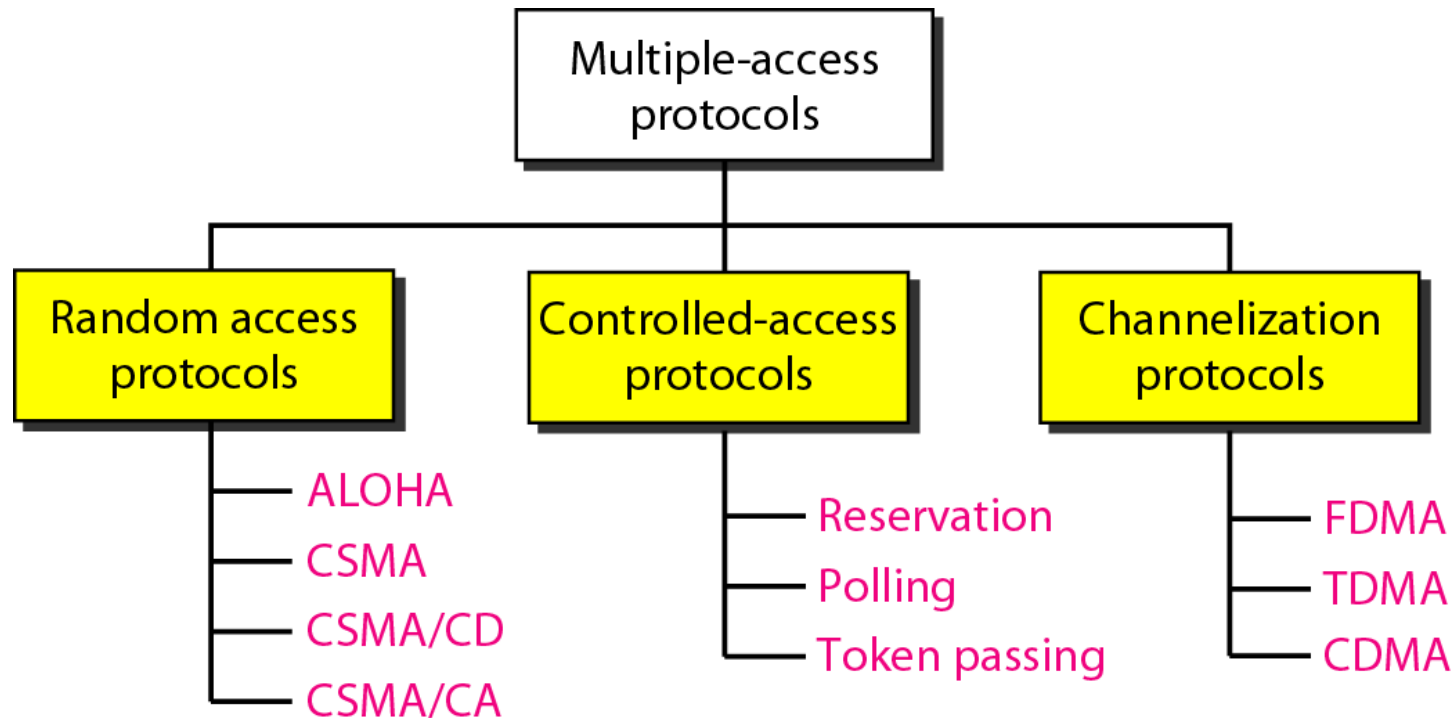 Multiple-access
protocols
Random access
protocols
Controlled-access
protocols
Channelization
protocols
ALOHA
CSMA
CSMA/CD
CSMA/CA
Reservation
Polling
Token passing
FDMA
TDMA
CDMA